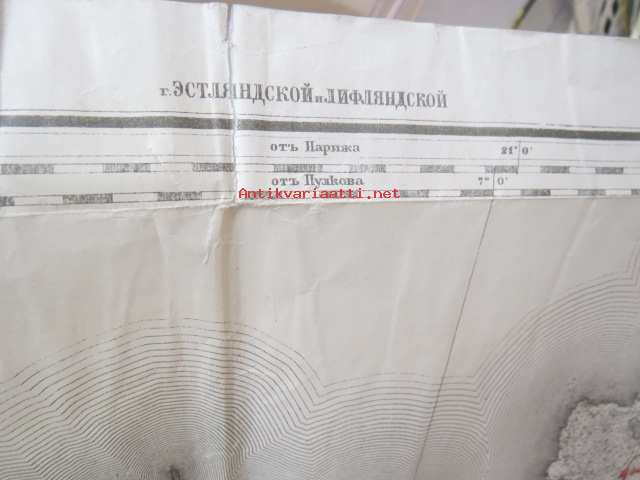 г. ЭСТЛЯНДСКОЙ и ЛИФЛЯНДСКОЙ
отъ Парижа 21° 0'
отъ Пулкова 7° 0'
Antikvariaatti.net